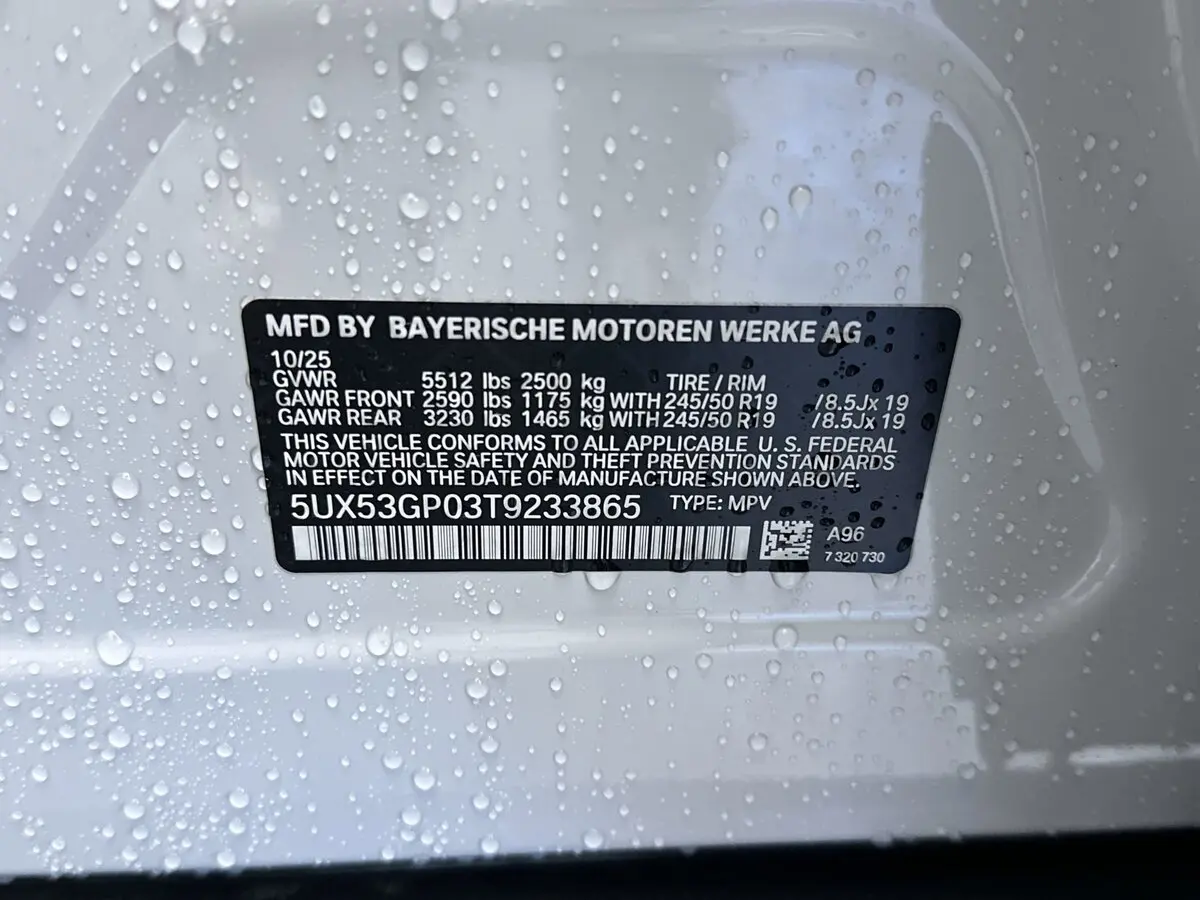 MFD BY BAYERISCHE MOTOREN WERKE AG
10/25
GVWR 5512 lbs 2500 kg TIRE / RIM
GAWR FRONT 2590 lbs 1175 kg WITH 245/50 R19 /8.5Jx 19
GAWR REAR 3230 lbs 1465 kg WITH 245/50 R19 /8.5Jx 19
THIS VEHICLE CONFORMS TO ALL APPLICABLE U. S. FEDERAL
MOTOR VEHICLE SAFETY AND THEFT PREVENTION STANDARDS
IN EFFECT ON THE DATE OF MANUFACTURE SHOWN ABOVE.
5UX53GP03T9233865 TYPE: MPV
A96
7 320 730